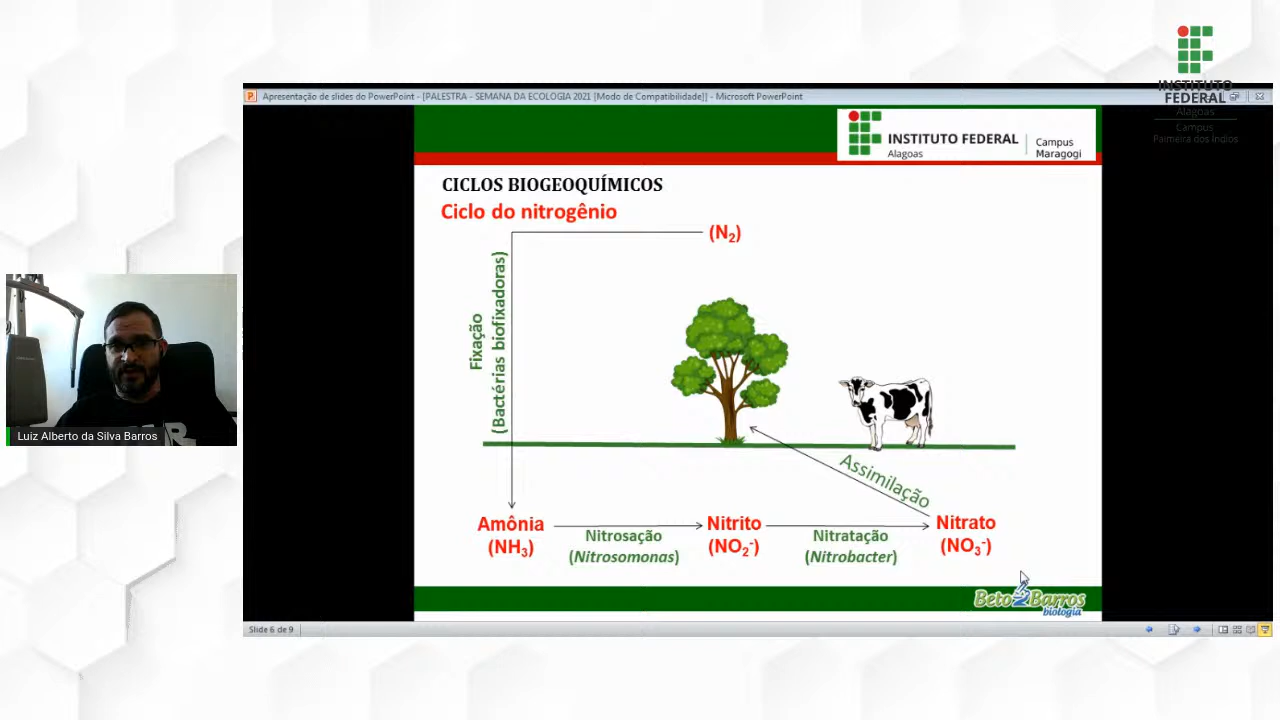 INSTITUTO
FEDERAL
Alagoas
Campus
Palmeira dos Índios
Apresentação de slides do PowerPoint - [PALESTRA - SEMANA DA ECOLOGIA 2021 [Modo de Compatibilidade]] - Microsoft PowerPoint
INSTITUTO FEDERAL
Alagoas
Campus
Maragogi
CICLOS BIOGEOQUÍMICOS
Ciclo do nitrogênio
(N2)
Fixação
(Bactérias biofixadoras)
Assimilação
Amônia
(NH3)
Nitrosação
(Nitrosomonas)
Nitrito
(NO2-)
Nitratação
(Nitrobacter)
Nitrato
(NO3-)
Luiz Alberto da Silva Barros
Beto Barros
biologia
Slide 6 de 9